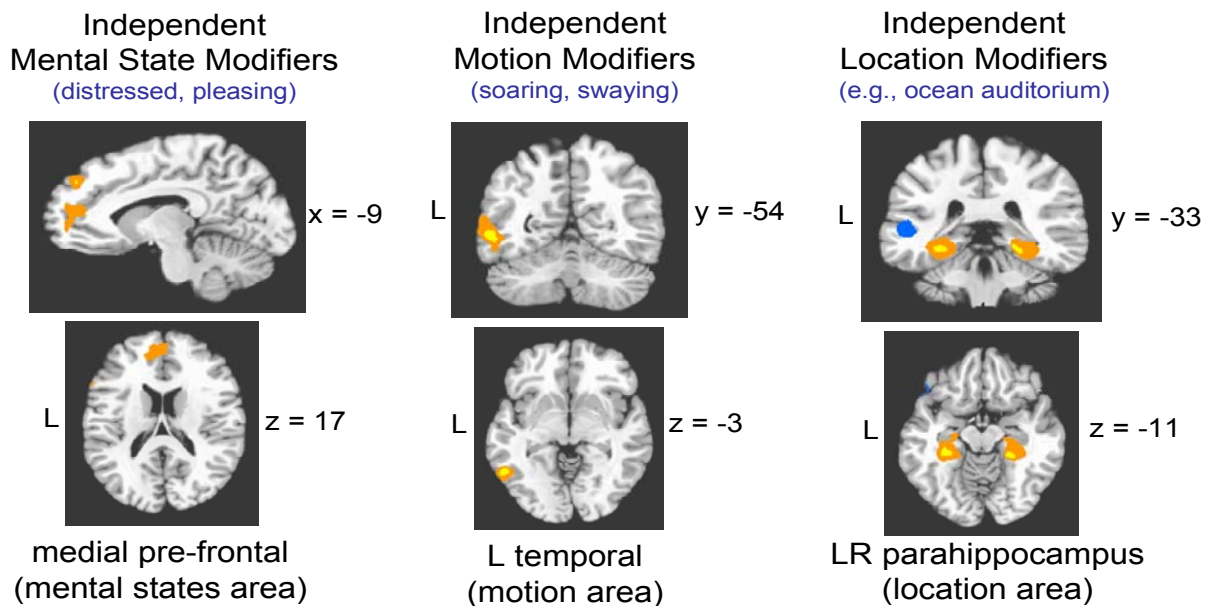 Independent
Mental State Modifiers
(distressed, pleasing)
L
x = -9
L
z = 17
medial pre-frontal
(mental states area)
Independent
Motion Modifiers
(soaring, swaying)
L
y = -54
L
z = -3
L temporal
(motion area)
Independent
Location Modifiers
(e.g., ocean auditorium)
L
y = -33
L
z = -11
LR parahippocampus
(location area)